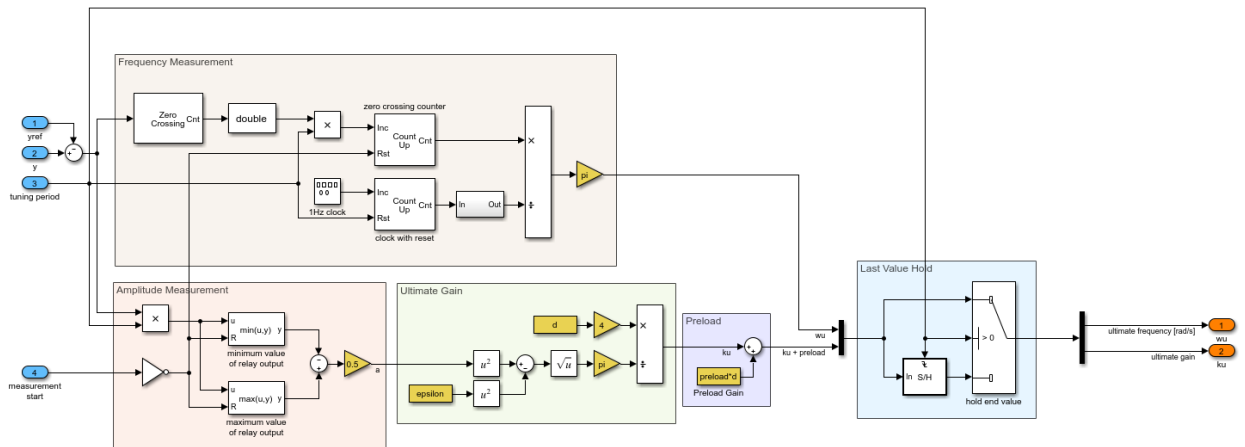 Frequency Measurement
zero crossing counter
Zero
Crossing
Cnt
double
×
Inc
Rst
Count
Up
Cnt
×
÷
pi
1
yref
2
y
3
tuning period
-
+
0 0
1Hz clock
Inc
Rst
Count
Up
Cnt
clock with reset
In
Out
Amplitude Measurement
×
u
R
min(u,y)
y
minimum value
of relay output
-
+
0.5
a
4
measurement
start
u
R
max(u,y)
y
maximum value
of relay output
Ultimate Gain
d
4
×
÷
u²
+
-
√u
pi
epsilon
u²
ku
Preload
+
+
preload*d
Preload Gain
wu
ku + preload
Last Value Hold
> 0
In
S/H
hold end value
ultimate frequency [rad/s]
1
wu
ultimate gain
2
ku